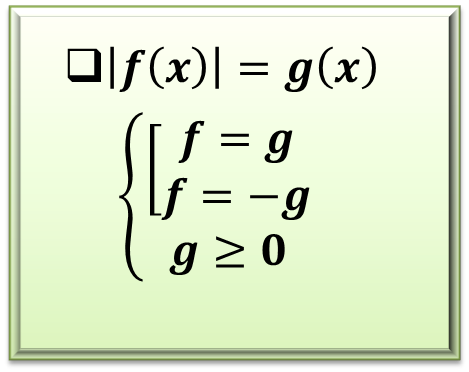 ❑|f(x)| = g(x)
f = g
f = −g
g ≥ 0